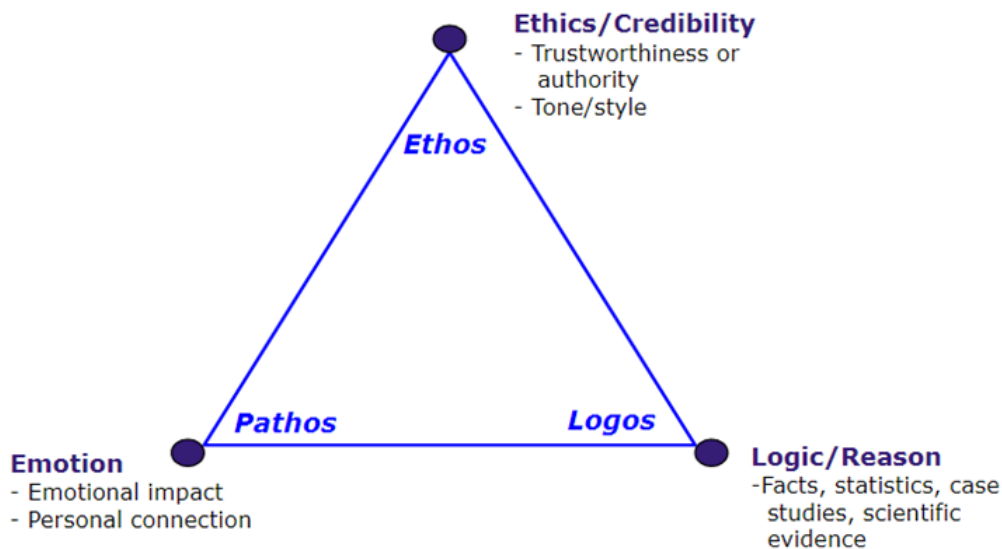 Ethics/Credibility
- Trustworthiness or
authority
- Tone/style
Ethos
Pathos
Logos
Emotion
- Emotional impact
- Personal connection
Logic/Reason
-Facts, statistics, case
studies, scientific
evidence